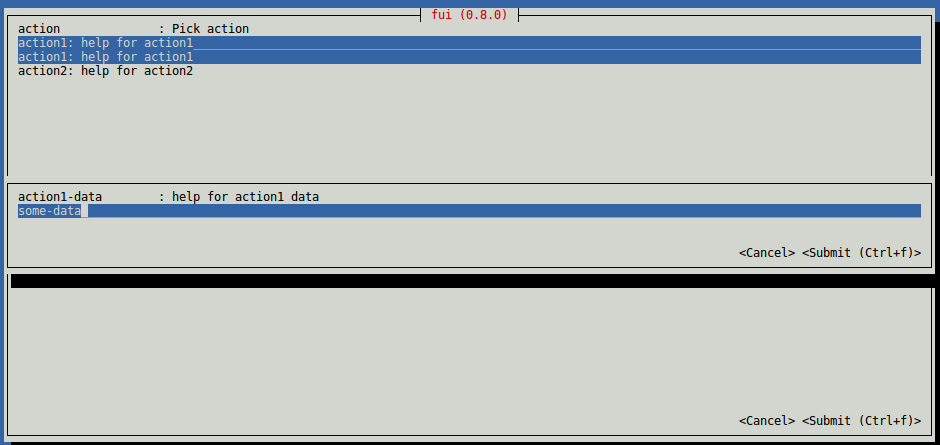 fui (0.8.0)
action : Pick action
action1: help for action1
action1: help for action1
action2: help for action2
action1-data : help for action1 data
some-data
<Cancel> <Submit (Ctrl+f)>
<Cancel> <Submit (Ctrl+f)>